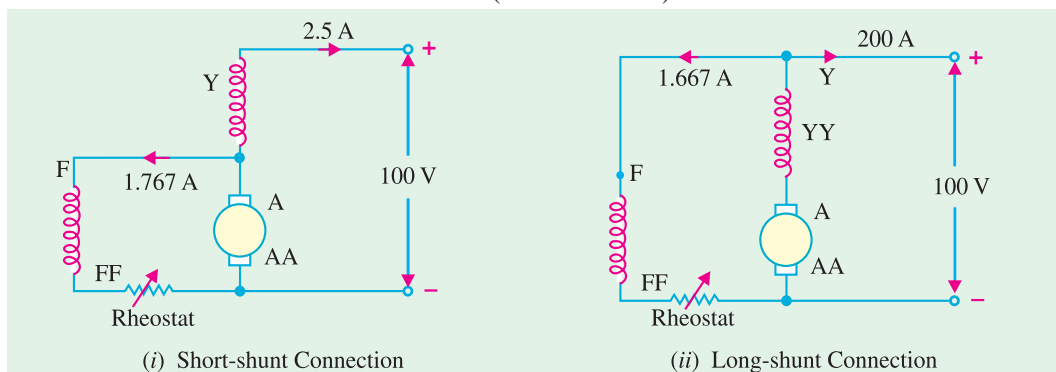 2.5 A
+
Y
F
1.767 A
100 V
A
AA
FF
Rheostat
–
(i) Short-shunt Connection
200 A
+
1.667 A
Y
YY
F
100 V
A
AA
FF
Rheostat
–
(ii) Long-shunt Connection